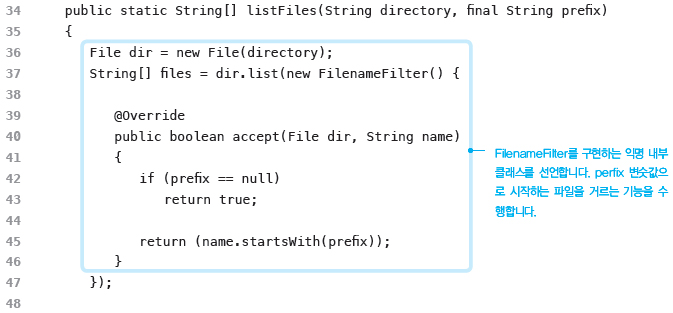 34 public static String[] listFiles(String directory, final String prefix)
35 {
36 File dir = new File(directory);
37 String[] files = dir.list(new FilenameFilter() {
38
39 @Override
40 public boolean accept(File dir, String name)
41 {
42 if (prefix == null)
43 return true;
44
45 return (name.startsWith(prefix));
46 }
47 });
48
FilenameFilter를 구현하는 익명 내부
클래스를 선언합니다. perfix 변숫값으
로 시작하는 파일을 거르는 기능을 수
행합니다.